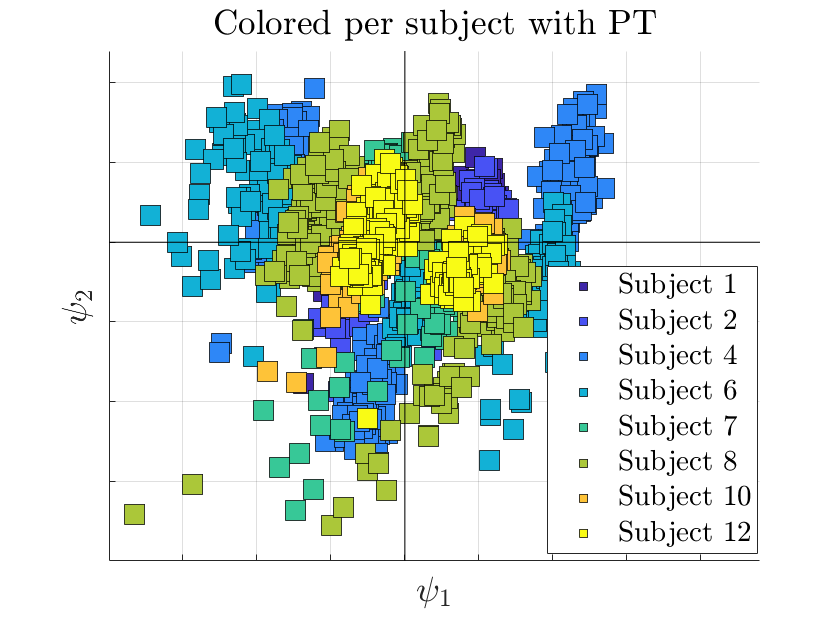 Colored per subject with PT
ψ₂
Subject 1
Subject 2
Subject 4
Subject 6
Subject 7
Subject 8
Subject 10
Subject 12
ψ₁